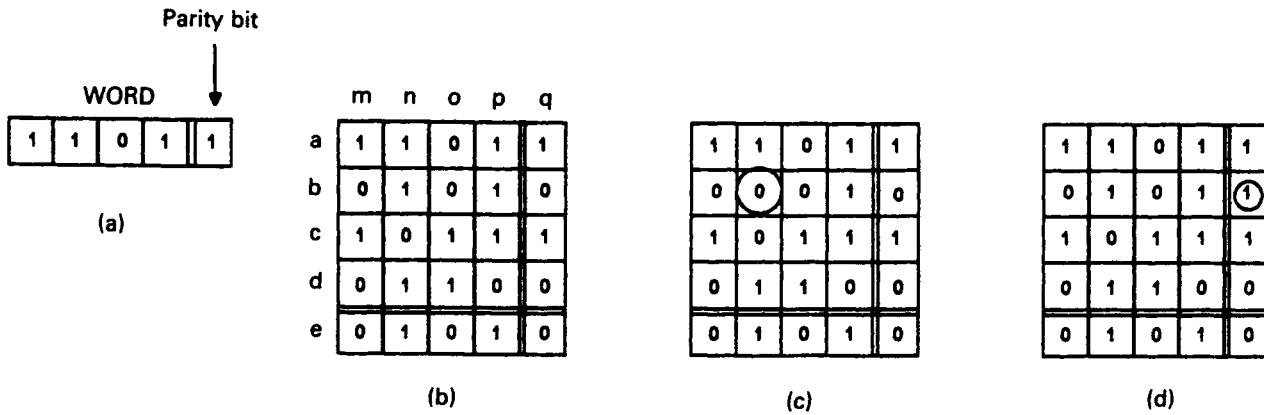 Parity bit
WORD
1 1 0 1 1
(a)
m n o p q
a 1 1 0 1 1
b 0 1 0 1 0
c 1 0 1 1 1
d 0 1 1 0 0
e 0 1 0 1 0
(b)
1 1 0 1 1
0 0 0 1 0
1 0 1 1 1
0 1 1 0 0
0 1 0 1 0
(c)
1 1 0 1 1
0 1 0 1 1
1 0 1 1 1
0 1 1 0 0
0 1 0 1 0
(d)